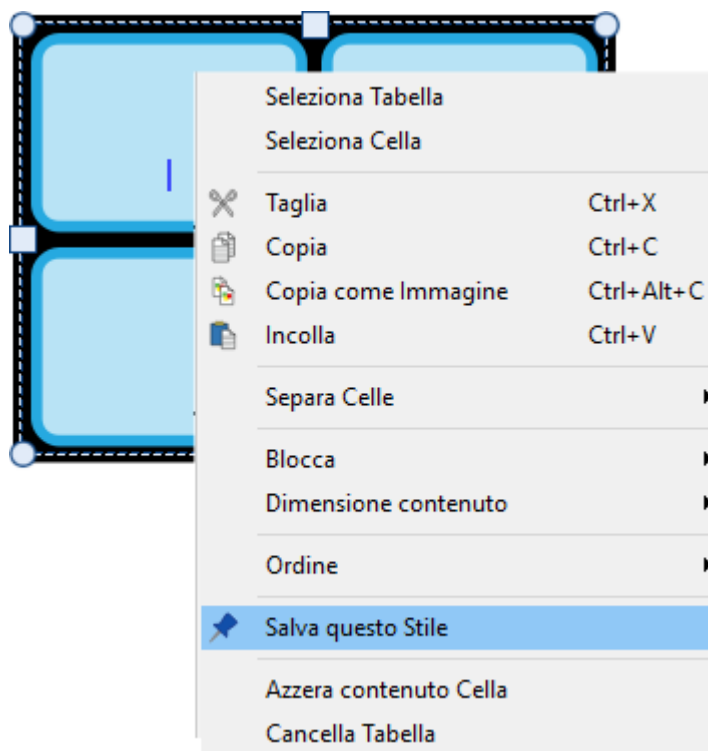 Seleziona Tabella
Seleziona Cella
Taglia Ctrl+X
Copia Ctrl+C
Copia come Immagine Ctrl+Alt+C
Incolla Ctrl+V
Separa Celle
Blocca
Dimensione contenuto
Ordine
Salva questo Stile
Azzera contenuto Cella
Cancella Tabella